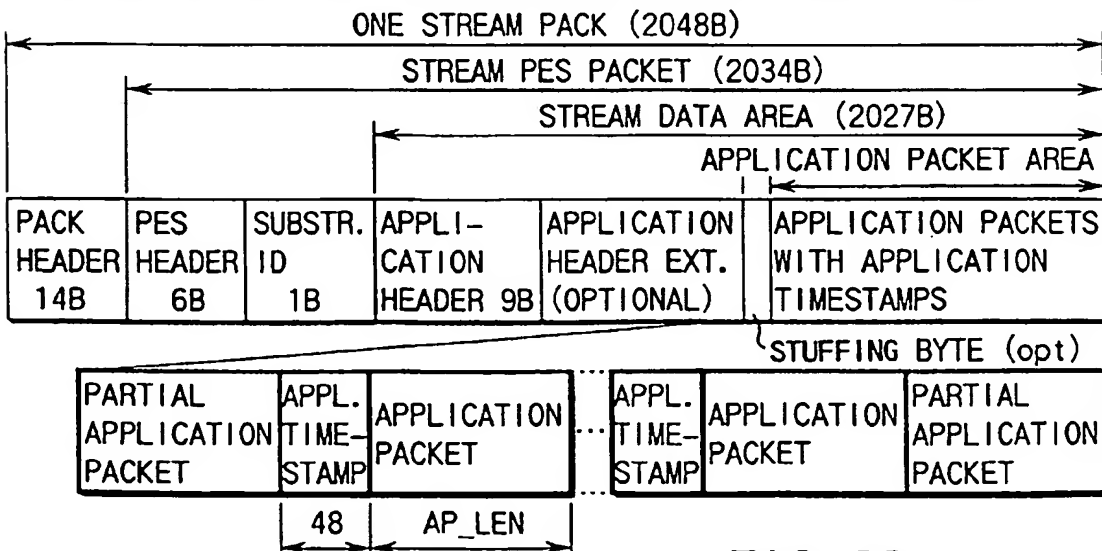 ONE STREAM PACK (2048B)
STREAM PES PACKET (2034B)
STREAM DATA AREA (2027B)
APPLICATION PACKET AREA
PACK HEADER 14B
PES HEADER 6B
SUBSTR. ID 1B
APPLI-
CATION
HEADER 9B
APPLICATION
HEADER EXT.
(OPTIONAL)
APPLICATION PACKETS
WITH APPLICATION
TIMESTAMPS
STUFFING BYTE (opt)
PARTIAL
APPLICATION
PACKET
APPL.
TIME-
STAMP
APPLICATION
PACKET
APPL.
TIME-
STAMP
APPLICATION
PACKET
PARTIAL
APPLICATION
PACKET
48
AP_LEN